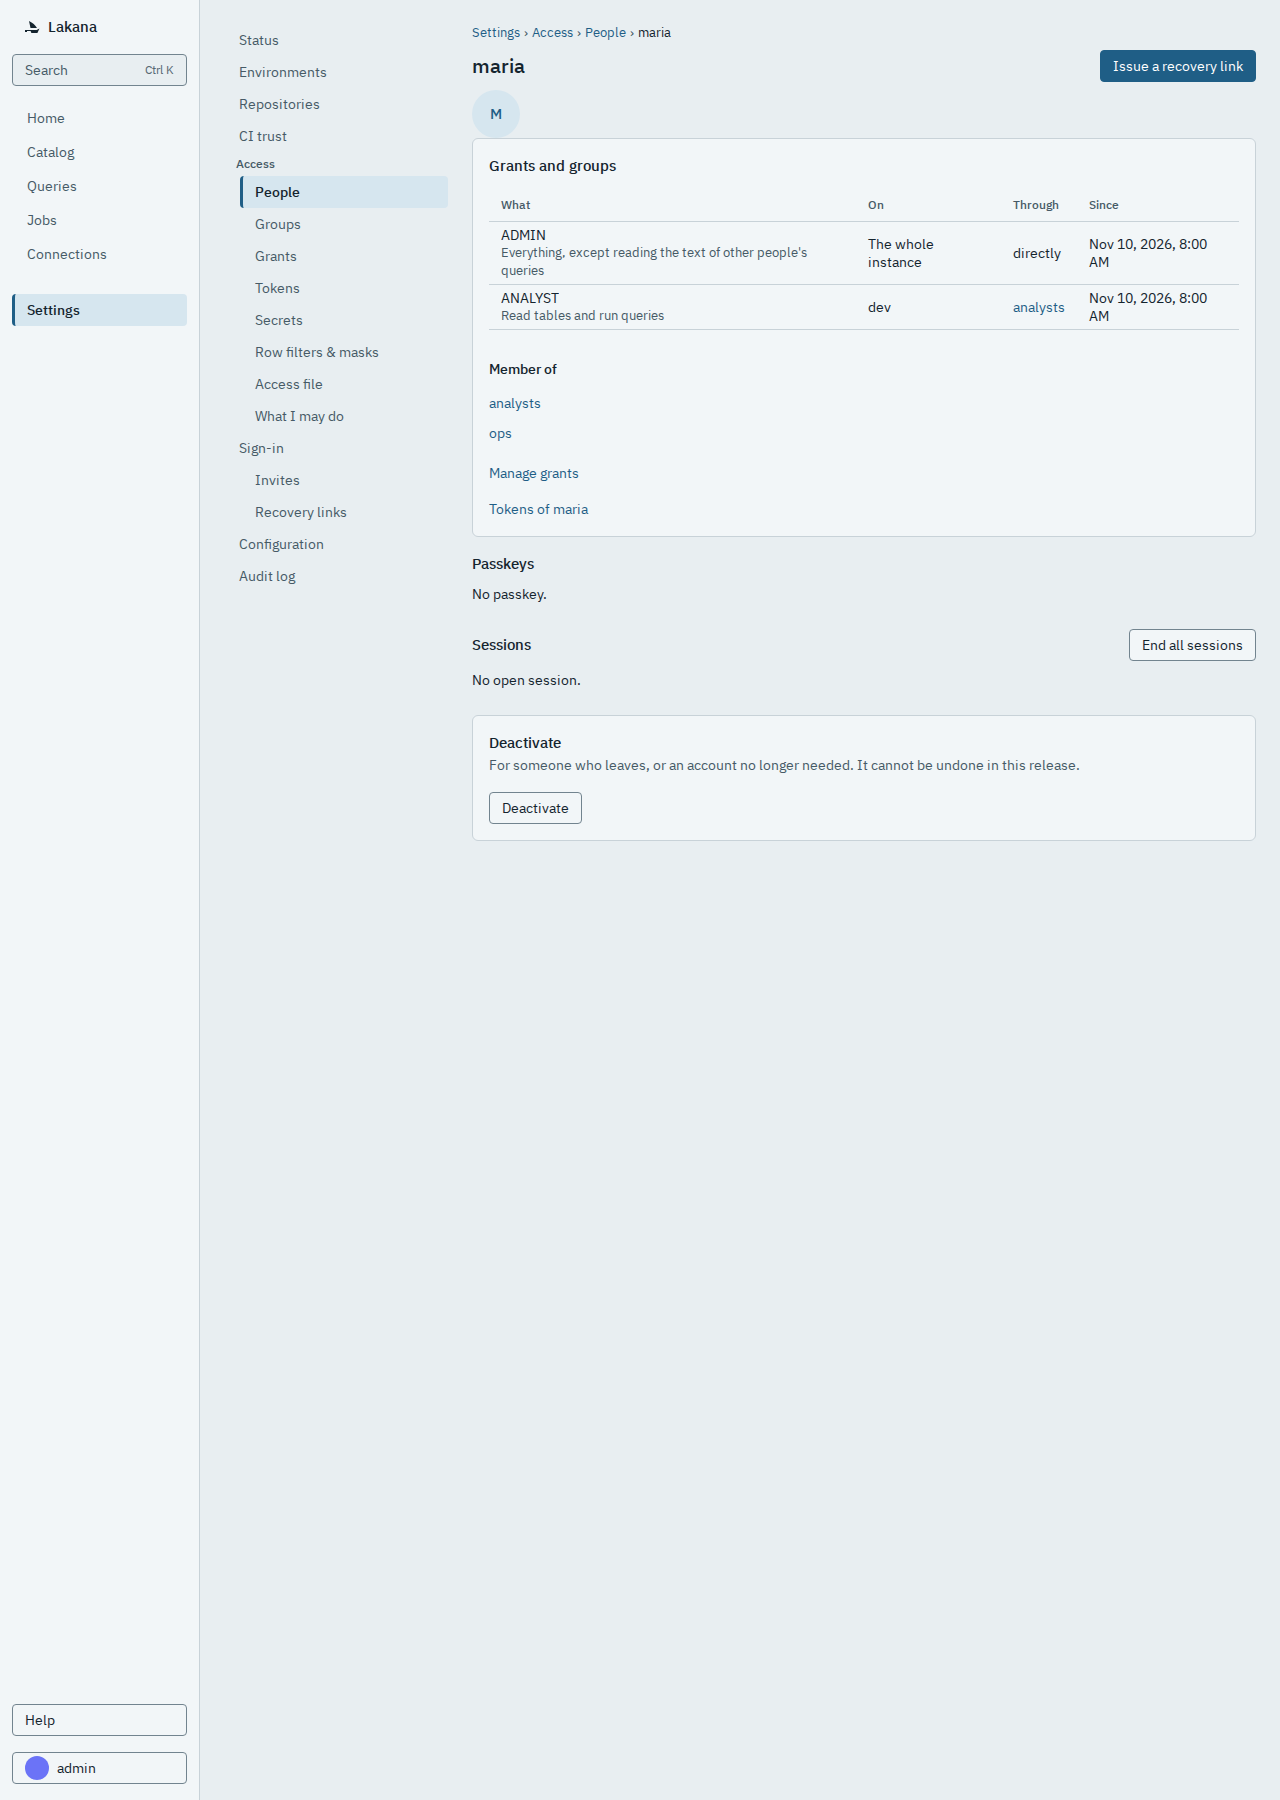 Lakana
Search Ctrl K
Home
Catalog
Queries
Jobs
Connections
Settings
Help
admin
Status
Environments
Repositories
CI trust
Access
People
Groups
Grants
Tokens
Secrets
Row filters & masks
Access file
What I may do
Sign-in
Invites
Recovery links
Configuration
Audit log
Settings › Access › People › maria
maria
Issue a recovery link
M
Grants and groups
What On Through Since
ADMIN
Everything, except reading the text of other people's
queries
The whole
instance
directly
Nov 10, 2026, 8:00
AM
ANALYST
Read tables and run queries
dev
analysts
Nov 10, 2026, 8:00
AM
Member of
analysts
ops
Manage grants
Tokens of maria
Passkeys
No passkey.
Sessions
End all sessions
No open session.
Deactivate
For someone who leaves, or an account no longer needed. It cannot be undone in this release.
Deactivate